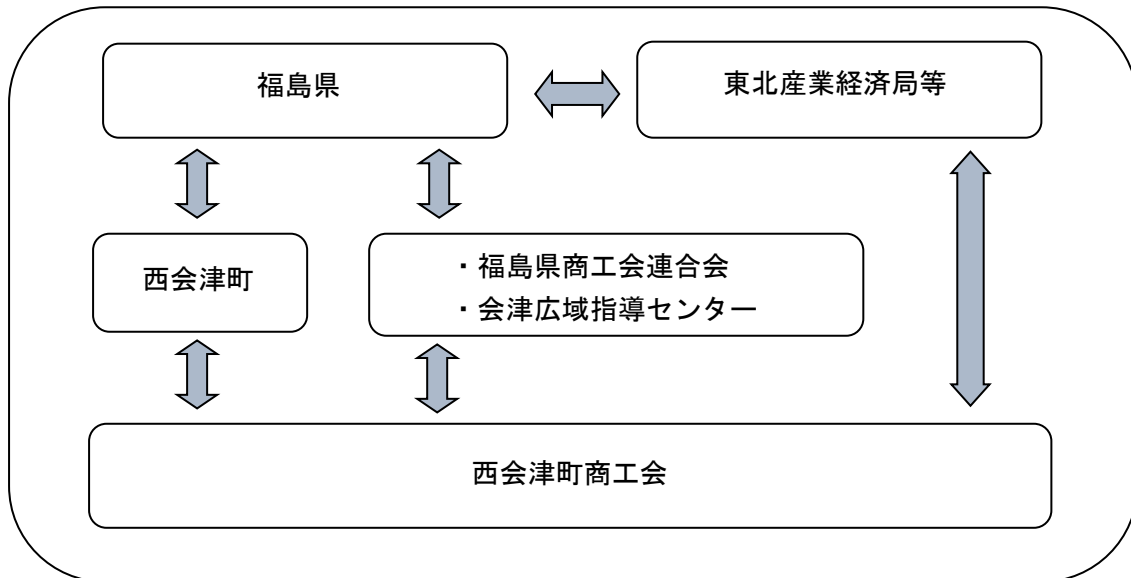 福島県
東北産業経済局等
西会津町
・福島県商工会連合会
・会津広域指導センター
西会津町商工会